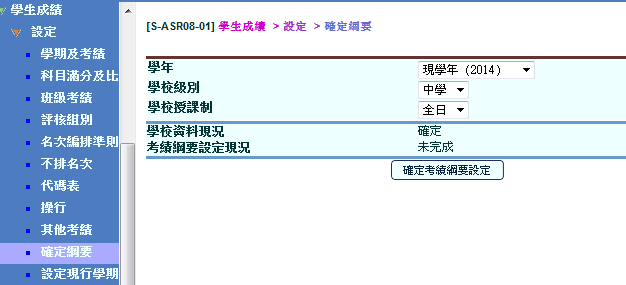 學生成績
設定
學期及考績
科目滿分及比
班級考績
評核組別
名次編排準則
不排名次
代碼表
操行
其他考績
確定綱要
設定現行學期
[S-ASR08-01] 學生成績 > 設定 > 確定綱要
學年 現學年（2014）
學校級別 中學
學校授課制 全日
學校資料現況 確定
考績綱要設定現況 未完成
確定考績綱要設定